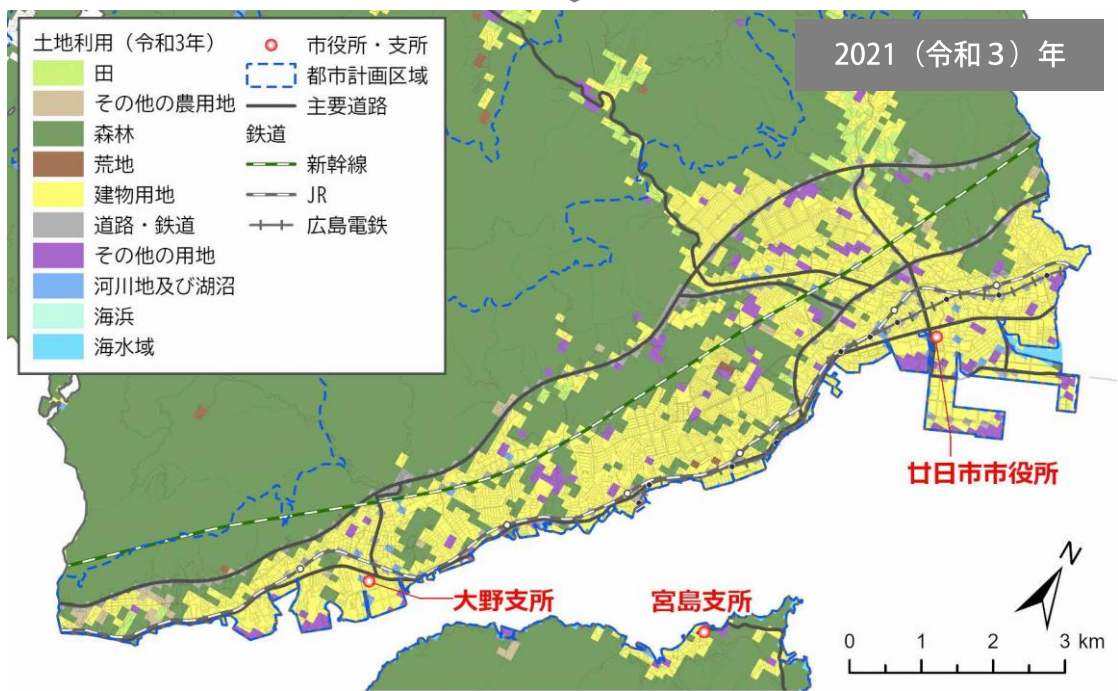 2021（令和３）年
土地利用（令和3年）
田
その他の農用地
森林
荒地
建物用地
道路・鉄道
その他の用地
河川地及び湖沼
海浜
海水域
市役所・支所
都市計画区域
主要道路
鉄道
新幹線
JR
広島電鉄
廿日市市役所
大野支所
宮島支所
N
0 1 2 3 km